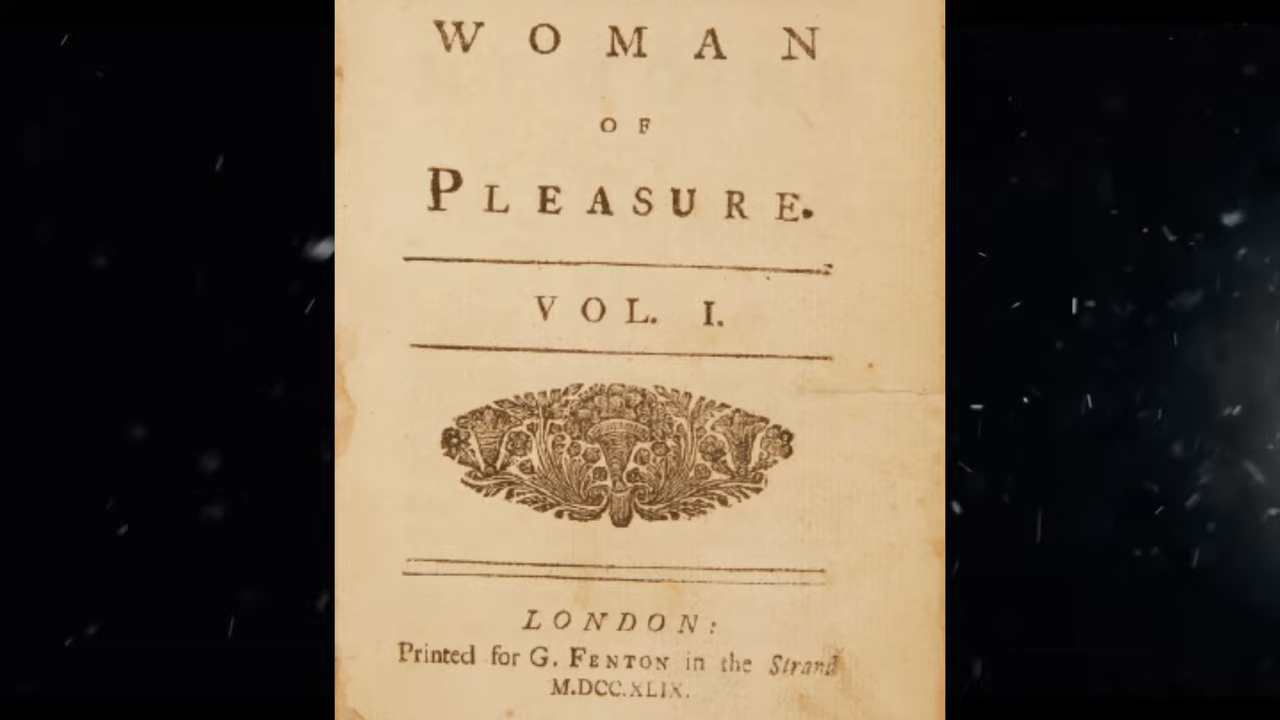 WOMAN
OF
PLEASURE.
VOL. I.
LONDON:
Printed for G. FENTON in the Strand
M.DCC.XLIX.